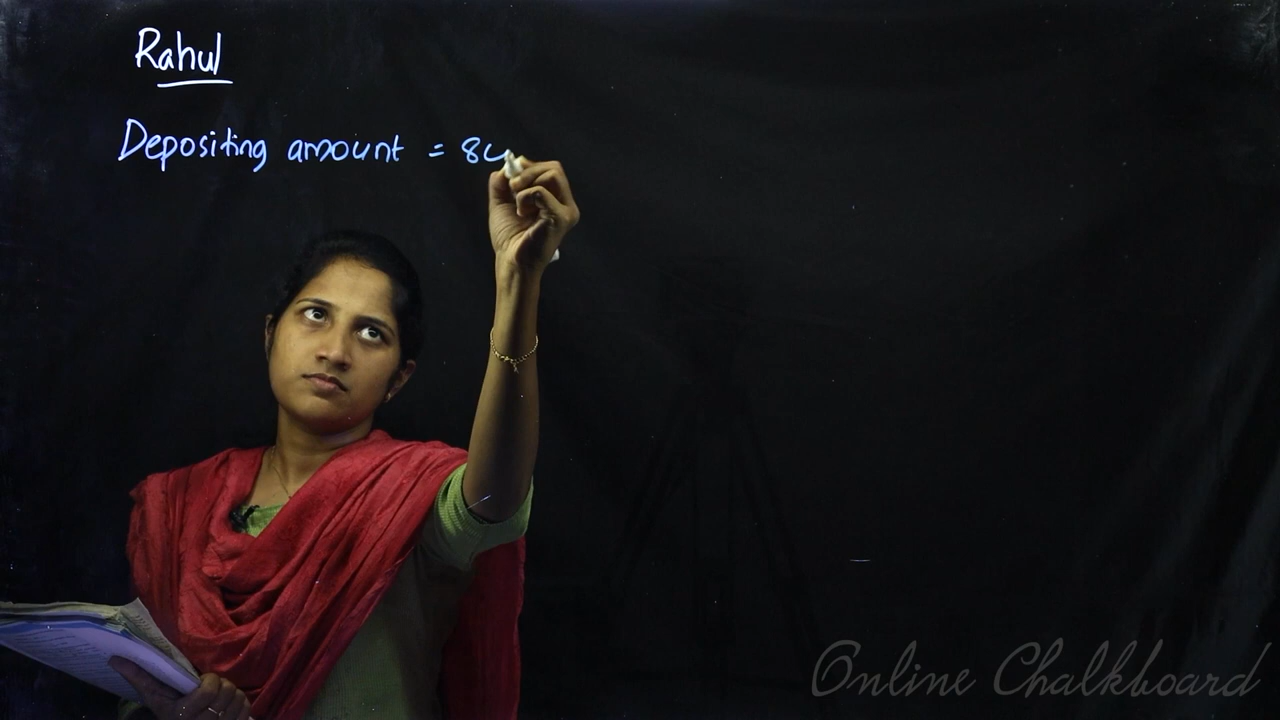 Rahul
Depositing amount = 8
Online Chalkboard